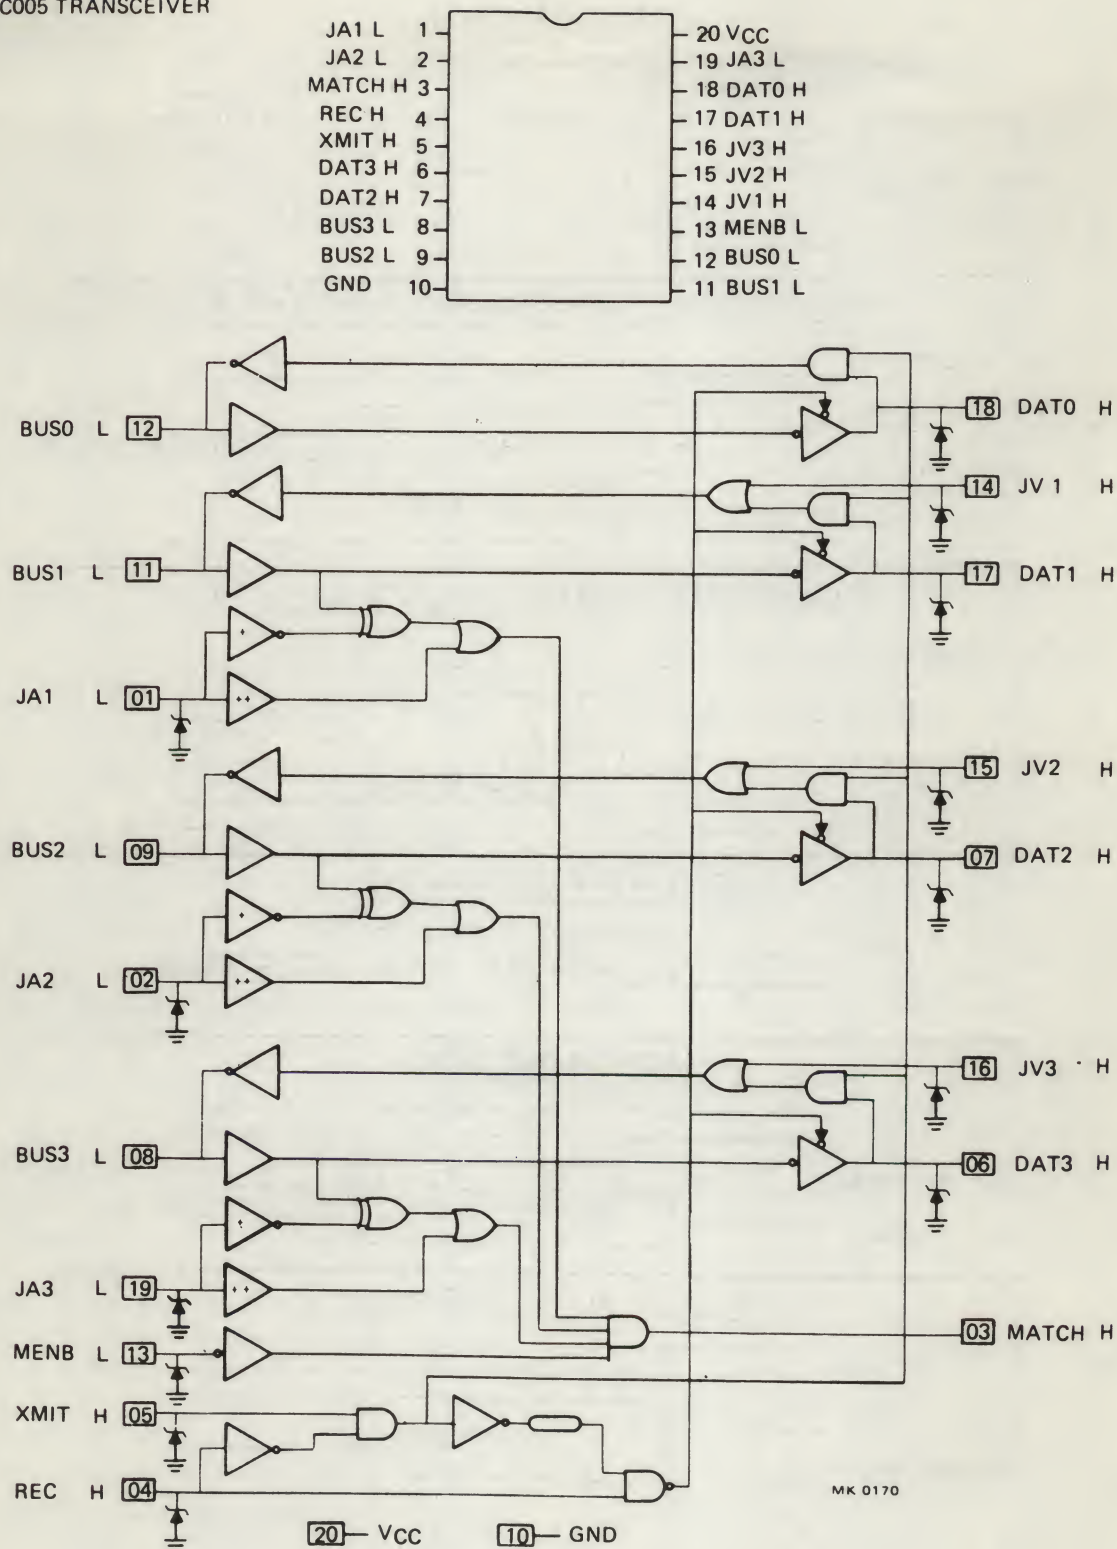 C005 TRANSCEIVER
JA1 L 1
JA2 L 2
MATCH H 3
REC H 4
XMIT H 5
DAT3 H 6
DAT2 H 7
BUS3 L 8
BUS2 L 9
GND 10
20 VCC
19 JA3 L
18 DAT0 H
17 DAT1 H
16 JV3 H
15 JV2 H
14 JV1 H
13 MENB L
12 BUS0 L
11 BUS1 L
BUS0 L 12
18 DAT0 H
14 JV 1 H
BUS1 L 11
17 DAT1 H
+
JA1 L 01
++
15 JV2 H
BUS2 L 09
07 DAT2 H
+
JA2 L 02
++
16 JV3 H
BUS3 L 08
06 DAT3 H
+
JA3 L 19
++
MENB L 13
03 MATCH H
XMIT H 05
REC H 04
MK 0170
20 VCC 10 GND